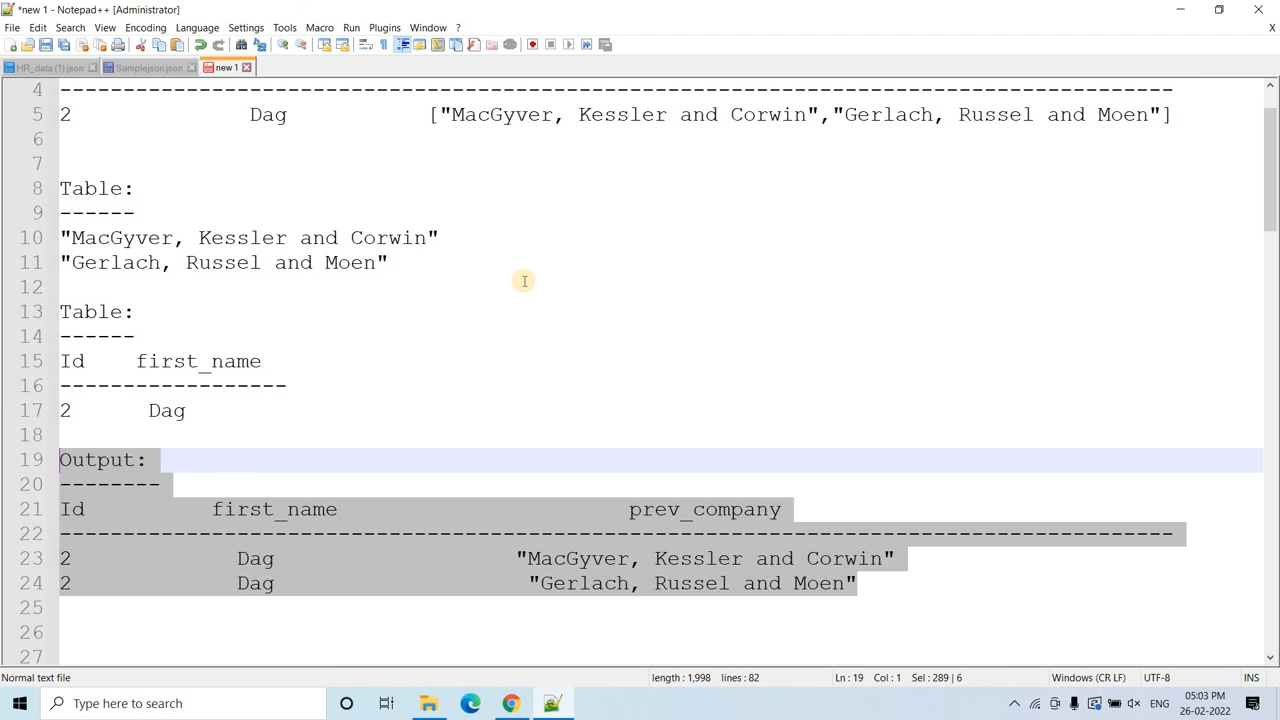 *new 1 - Notepad++ [Administrator]
File Edit Search View Encoding Language Settings Tools Macro Run Plugins Window ? X
HR_data (1).json Samplejson.json new 1
4 ----------------------------------------------------------------------------------------
5 2 Dag ["MacGyver, Kessler and Corwin","Gerlach, Russel and Moen"]
6
7
8 Table:
9 ------
10 "MacGyver, Kessler and Corwin"
11 "Gerlach, Russel and Moen"
12
13 Table:
14 ------
15 Id first_name
16 ------------------
17 2 Dag
18
19 Output:
20 --------
21 Id first_name prev_company
22 ----------------------------------------------------------------------------------------
23 2 Dag "MacGyver, Kessler and Corwin"
24 2 Dag "Gerlach, Russel and Moen"
25
26
27
Normal text file length : 1,998 lines : 82 Ln : 19 Col : 1 Sel : 289 | 6 Windows (CR LF) UTF-8 INS
Type here to search ENG 05:03 PM
26-02-2022